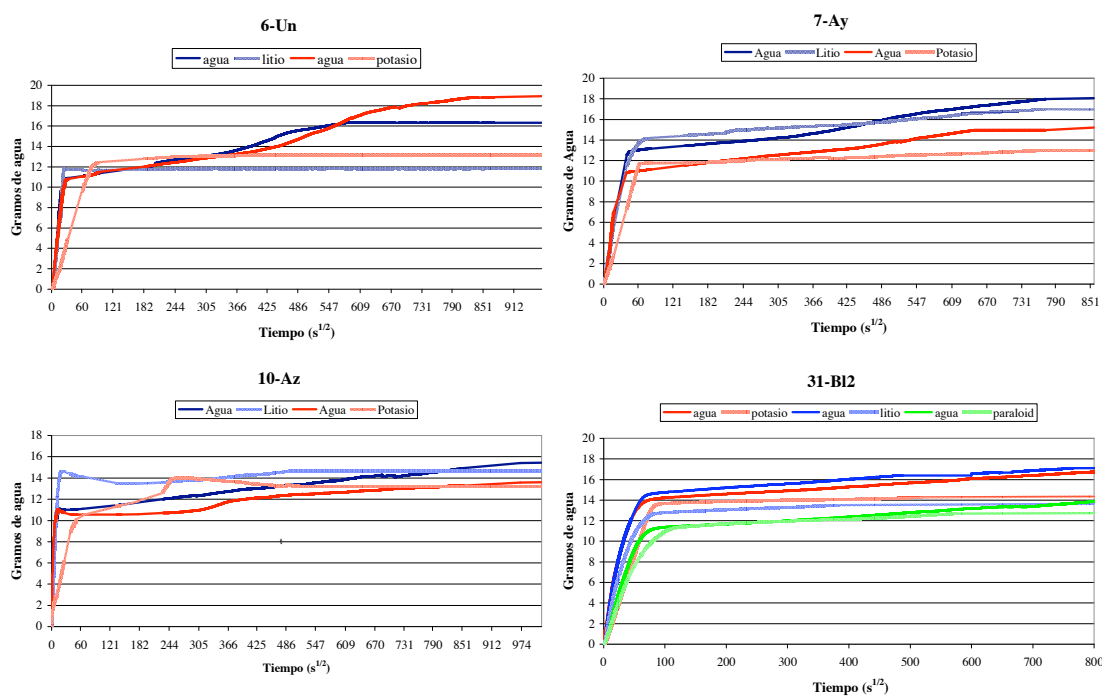 6-Un
agua litio agua potasio
Gramos de agua
20
18
16
14
12
10
8
6
4
2
0
0 60 121 182 244 305 366 425 486 547 609 670 731 790 851 912
Tiempo (s1/2)
7-Ay
Agua Litio Agua Potasio
Gramos de Agua
20
18
16
14
12
10
8
6
4
2
0
0 60 121 182 244 305 366 425 486 547 609 670 731 790 851
Tiempo (s1/2)
10-Az
Agua Litio Agua Potasio
Gramos de agua
18
16
14
12
10
8
6
4
2
0
0 60 121 182 244 305 366 425 486 547 609 670 731 790 851 912 974
Tiempo (s1/2)
31-Bl2
agua potasio agua litio agua paraloid
Gramos de agua
20
18
16
14
12
10
8
6
4
2
0
0 100 200 300 400 500 600 700 800
Tiempo (s1/2)